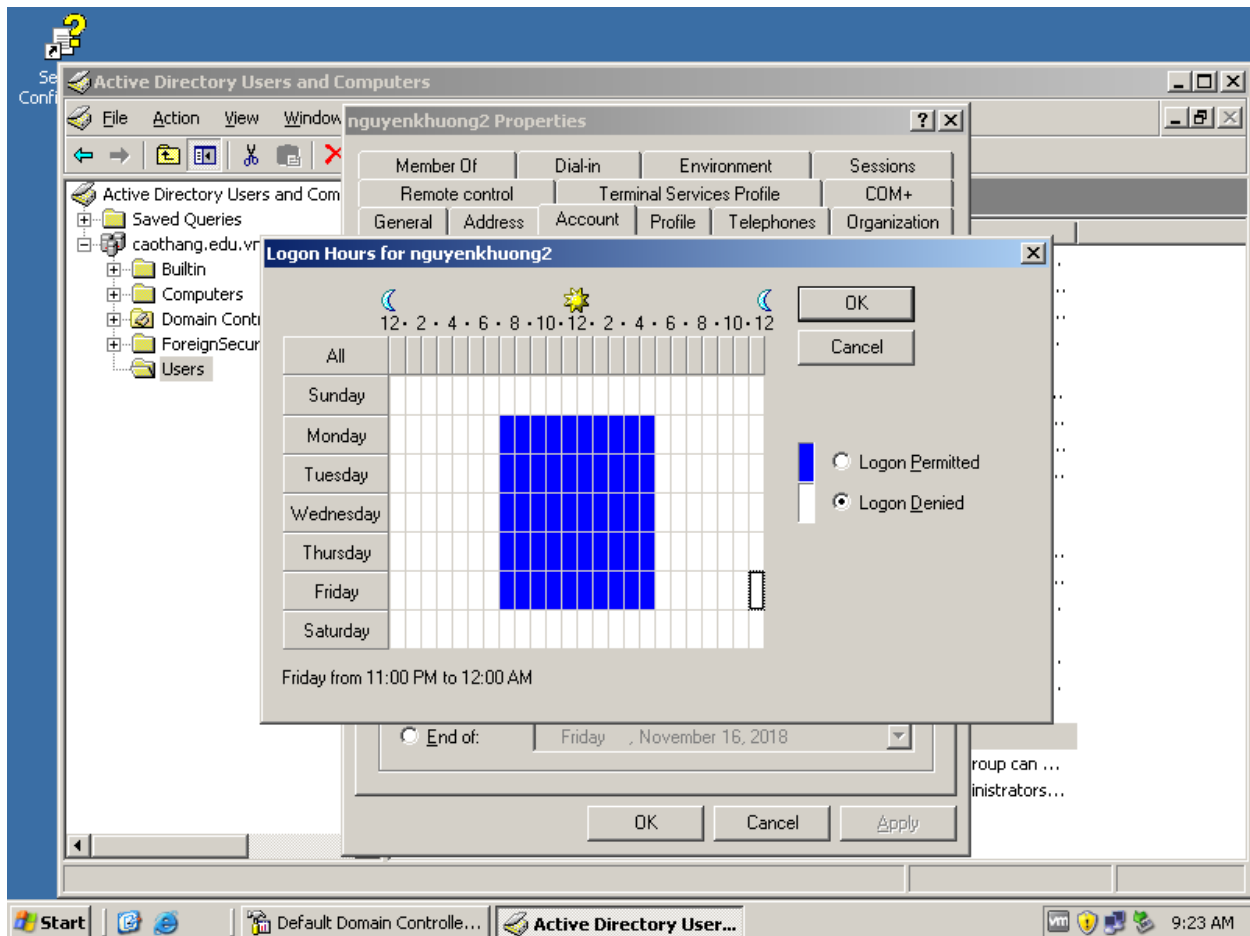 Se
Confi
Active Directory Users and Computers
File Action View Window
nguyenkhuong2 Properties
Member Of Dial-in Environment Sessions
Remote control Terminal Services Profile COM+
General Address Account Profile Telephones Organization
Active Directory Users and Com
Saved Queries
caothang.edu.vn
Builtin
Computers
Domain Contr
ForeignSecur
Users
Logon Hours for nguyenkhuong2
12 · 2 · 4 · 6 · 8 · 10 · 12 · 2 · 4 · 6 · 8 · 10 · 12
OK
Cancel
All
Sunday
Monday
Tuesday
Wednesday
Thursday
Friday
Saturday
Logon Permitted
Logon Denied
Friday from 11:00 PM to 12:00 AM
End of: Friday , November 16, 2018
roup can ...
inistrators...
OK Cancel Apply
Start Default Domain Controlle... Active Directory User... 9:23 AM